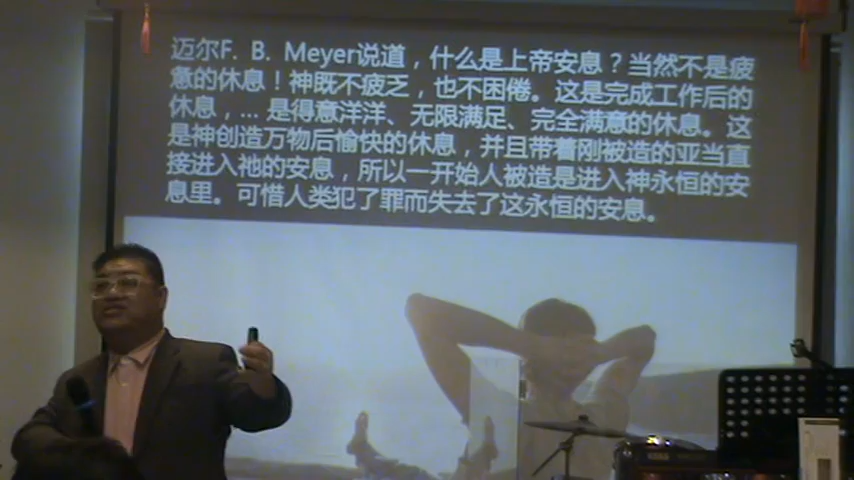 迈尔F. B. Meyer说道，什么是上帝安息？当然不是疲
惫的休息！神既不疲乏，也不困倦。这是完成工作后的
休息，... 是得意洋洋、无限满足、完全满意的休息。这
是神创造万物后愉快的休息，并且带着刚被造的亚当直
接进入祂的安息，所以一开始人被造是进入神永恒的安
息里。可惜人类犯了罪而失去了这永恒的安息。
KORG